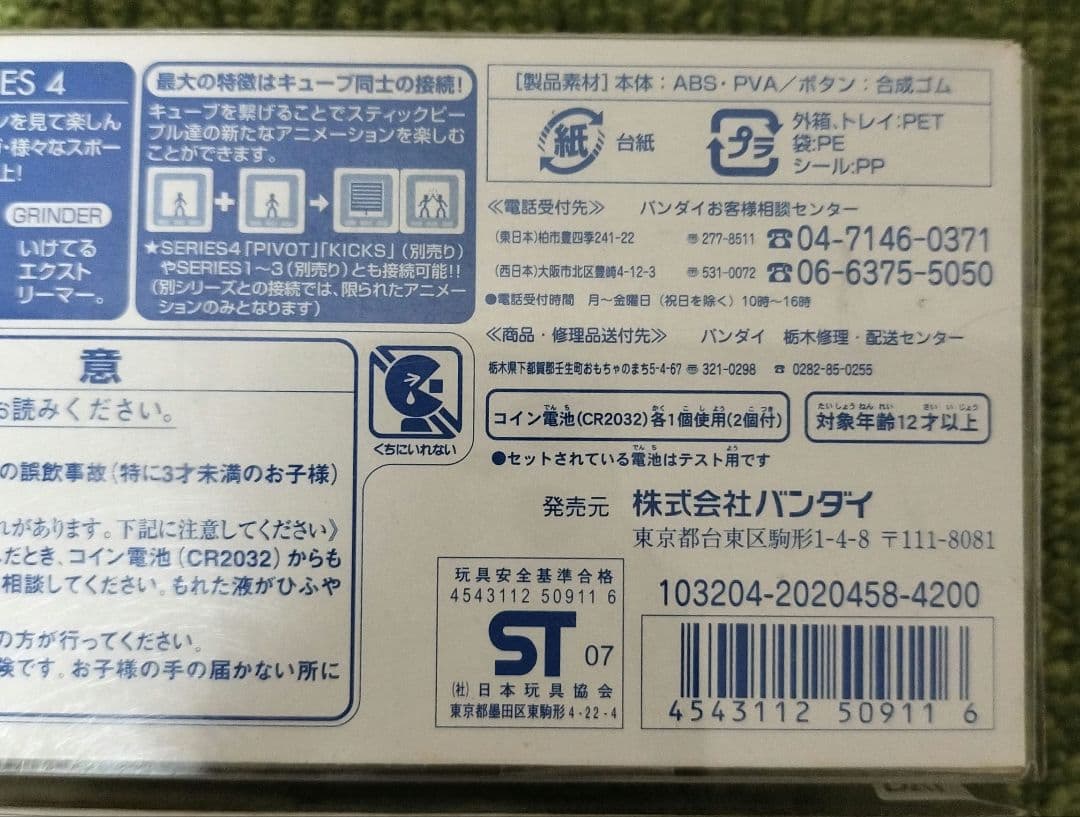 ES 4
ンを見て楽しん
・様々なスポー
上!
GRINDER
いけてる
エクスト
リーマー。
最大の特徴はキューブ同士の接続!
キューブを繋げることでスティックピー
プル達の新たなアニメーションを楽しむ
ことができます。
★SERIES4「PIVOT」「KICKS」(別売り)
やSERIES1〜3(別売り)とも接続可能!!
(別シリーズとの接続では、限られたアニメー
ションのみとなります)
[製品素材]本体:ABS・PVA/ボタン:合成ゴム
紙 台紙
プラ
外箱、トレイ:PET
袋:PE
シール:PP
≪電話受付先≫ バンダイお客様相談センター
(東日本)柏市豊四季241-22 〠277-8511 ☎04-7146-0371
(西日本)大阪市北区豊崎4-12-3 〠531-0072 ☎06-6375-5050
●電話受付時間 月〜金曜日(祝日を除く)10時〜16時
≪商品・修理品送付先≫ バンダイ 栃木修理・配送センター
栃木県下都賀郡壬生町おもちゃのまち5-4-67 〠321-0298 ☎0282-85-0255
コイン電池(CR2032)各1個使用(2個付)
対象年齢12才以上
●セットされている電池はテスト用です
くちにいれない
意
お読みください。
の誤飲事故(特に3才未満のお子様)
れがあります。下記に注意してください》
したとき、コイン電池(CR2032)からも
相談してください。もれた液がひふや
の方が行ってください。
険です。お子様の手の届かない所に
発売元 株式会社バンダイ
東京都台東区駒形1-4-8 〒111-8081
玩具安全基準合格
4543112 50911 6
ST 07
(社)日本玩具協会
東京都墨田区東駒形4-22-4
103204-2020458-4200
4543112 509116